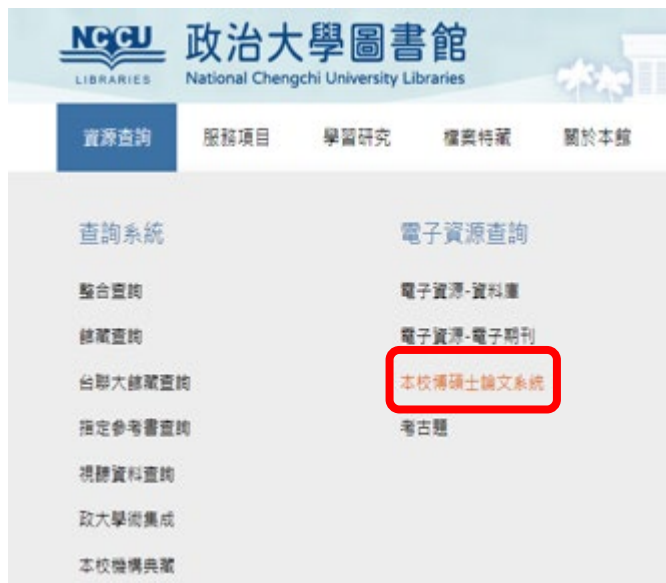 NCCU
LIBRARIES
政治大學圖書館
National Chengchi University Libraries
資源查詢 服務項目 學習研究 檔案特藏 關於本館
查詢系統
整合查詢
館藏查詢
台聯大館藏查詢
指定參考書查詢
視聽資料查詢
政大學術集成
本校機構典藏
電子資源查詢
電子資源-資料庫
電子資源-電子期刊
本校博碩士論文系統
考古題